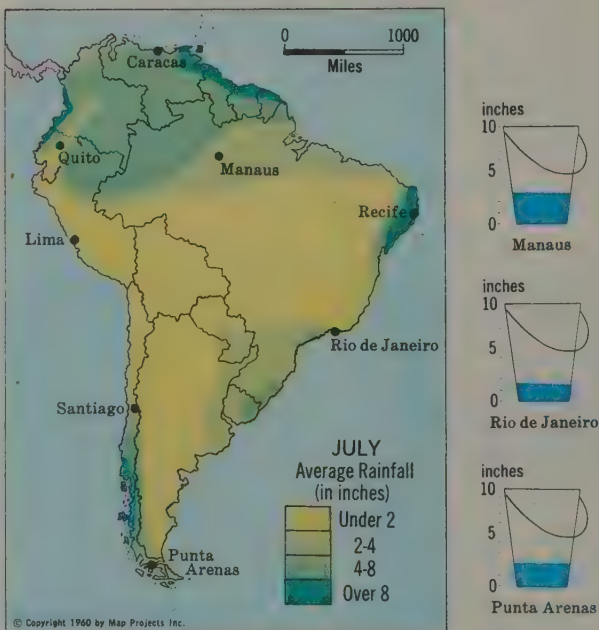 0 1000
Miles
Caracas
Quito
Manaus
Recife
Lima
Rio de Janeiro
Santiago
Punta
Arenas
JULY
Average Rainfall
(in inches)
Under 2
2-4
4-8
Over 8
© Copyright 1960 by Map Projects Inc.
inches
10
5
0
Manaus
inches
10
5
0
Rio de Janeiro
inches
10
5
0
Punta Arenas